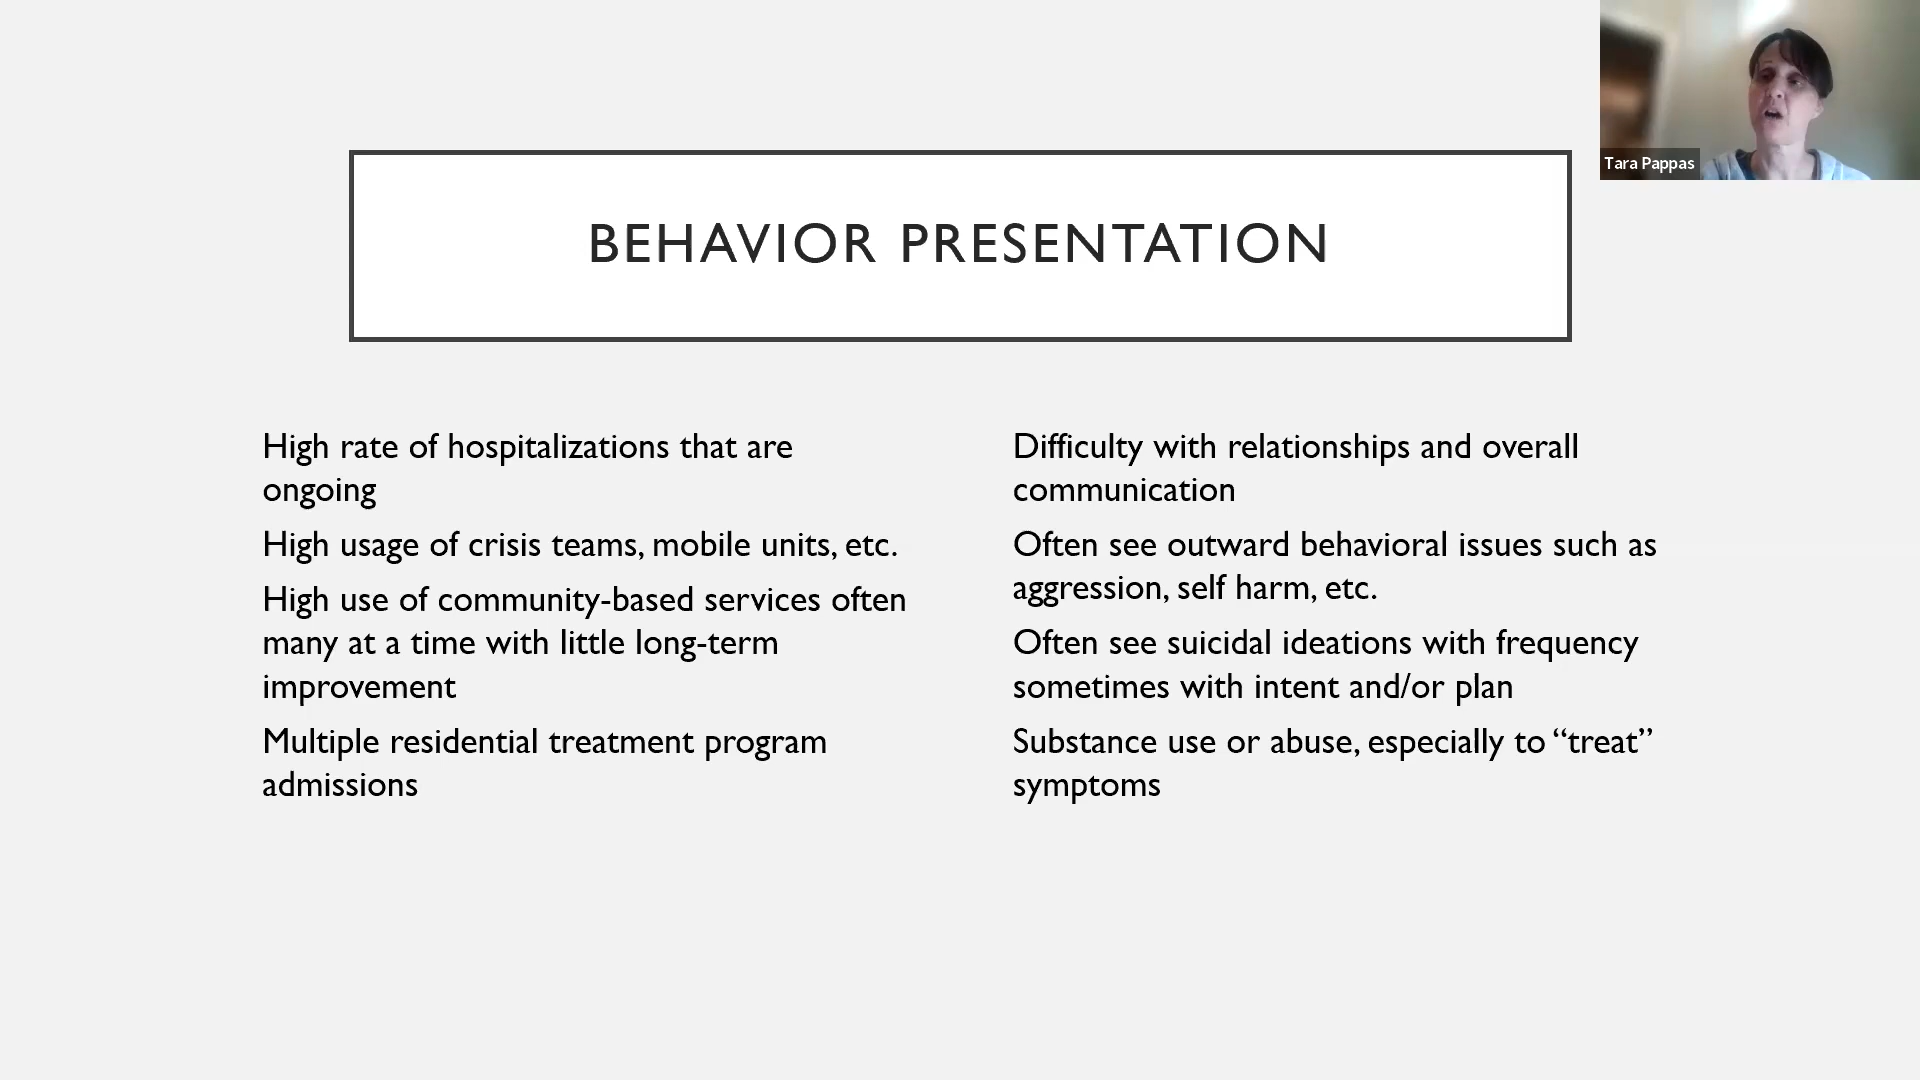 Tara Pappas
BEHAVIOR PRESENTATION
High rate of hospitalizations that are
ongoing
High usage of crisis teams, mobile units, etc.
High use of community-based services often
many at a time with little long-term
improvement
Multiple residential treatment program
admissions
Difficulty with relationships and overall
communication
Often see outward behavioral issues such as
aggression, self harm, etc.
Often see suicidal ideations with frequency
sometimes with intent and/or plan
Substance use or abuse, especially to “treat”
symptoms